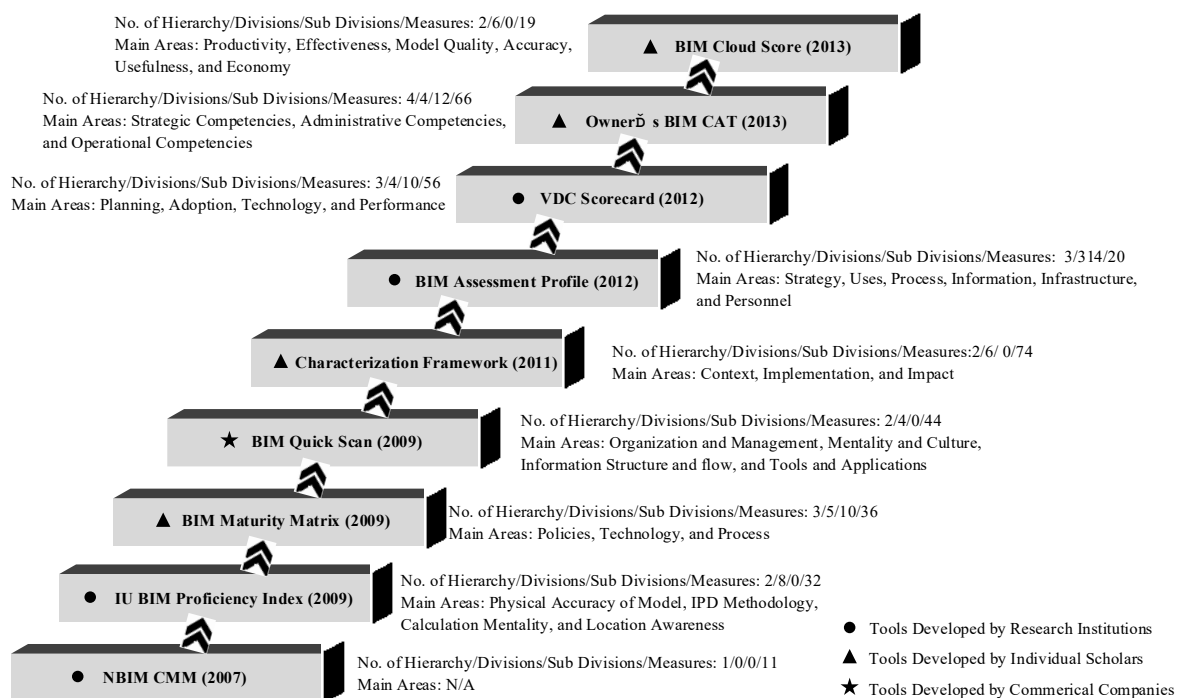 No. of Hierarchy/Divisions/Sub Divisions/Measures: 2/6/0/19
Main Areas: Productivity, Effectiveness, Model Quality, Accuracy,
Usefulness, and Economy
BIM Cloud Score (2013)
No. of Hierarchy/Divisions/Sub Divisions/Measures: 4/4/12/66
Main Areas: Strategic Competencies, Administrative Competencies,
and Operational Competencies
OwnerĎ s BIM CAT (2013)
No. of Hierarchy/Divisions/Sub Divisions/Measures: 3/4/10/56
Main Areas: Planning, Adoption, Technology, and Performance
VDC Scorecard (2012)
BIM Assessment Profile (2012)
No. of Hierarchy/Divisions/Sub Divisions/Measures: 3/314/20
Main Areas: Strategy, Uses, Process, Information, Infrastructure,
and Personnel
Characterization Framework (2011)
No. of Hierarchy/Divisions/Sub Divisions/Measures:2/6/ 0/74
Main Areas: Context, Implementation, and Impact
BIM Quick Scan (2009)
No. of Hierarchy/Divisions/Sub Divisions/Measures: 2/4/0/44
Main Areas: Organization and Management, Mentality and Culture,
Information Structure and flow, and Tools and Applications
BIM Maturity Matrix (2009)
No. of Hierarchy/Divisions/Sub Divisions/Measures: 3/5/10/36
Main Areas: Policies, Technology, and Process
IU BIM Proficiency Index (2009)
No. of Hierarchy/Divisions/Sub Divisions/Measures: 2/8/0/32
Main Areas: Physical Accuracy of Model, IPD Methodology,
Calculation Mentality, and Location Awareness
NBIM CMM (2007)
No. of Hierarchy/Divisions/Sub Divisions/Measures: 1/0/0/11
Main Areas: N/A
Tools Developed by Research Institutions
Tools Developed by Individual Scholars
Tools Developed by Commerical Companies